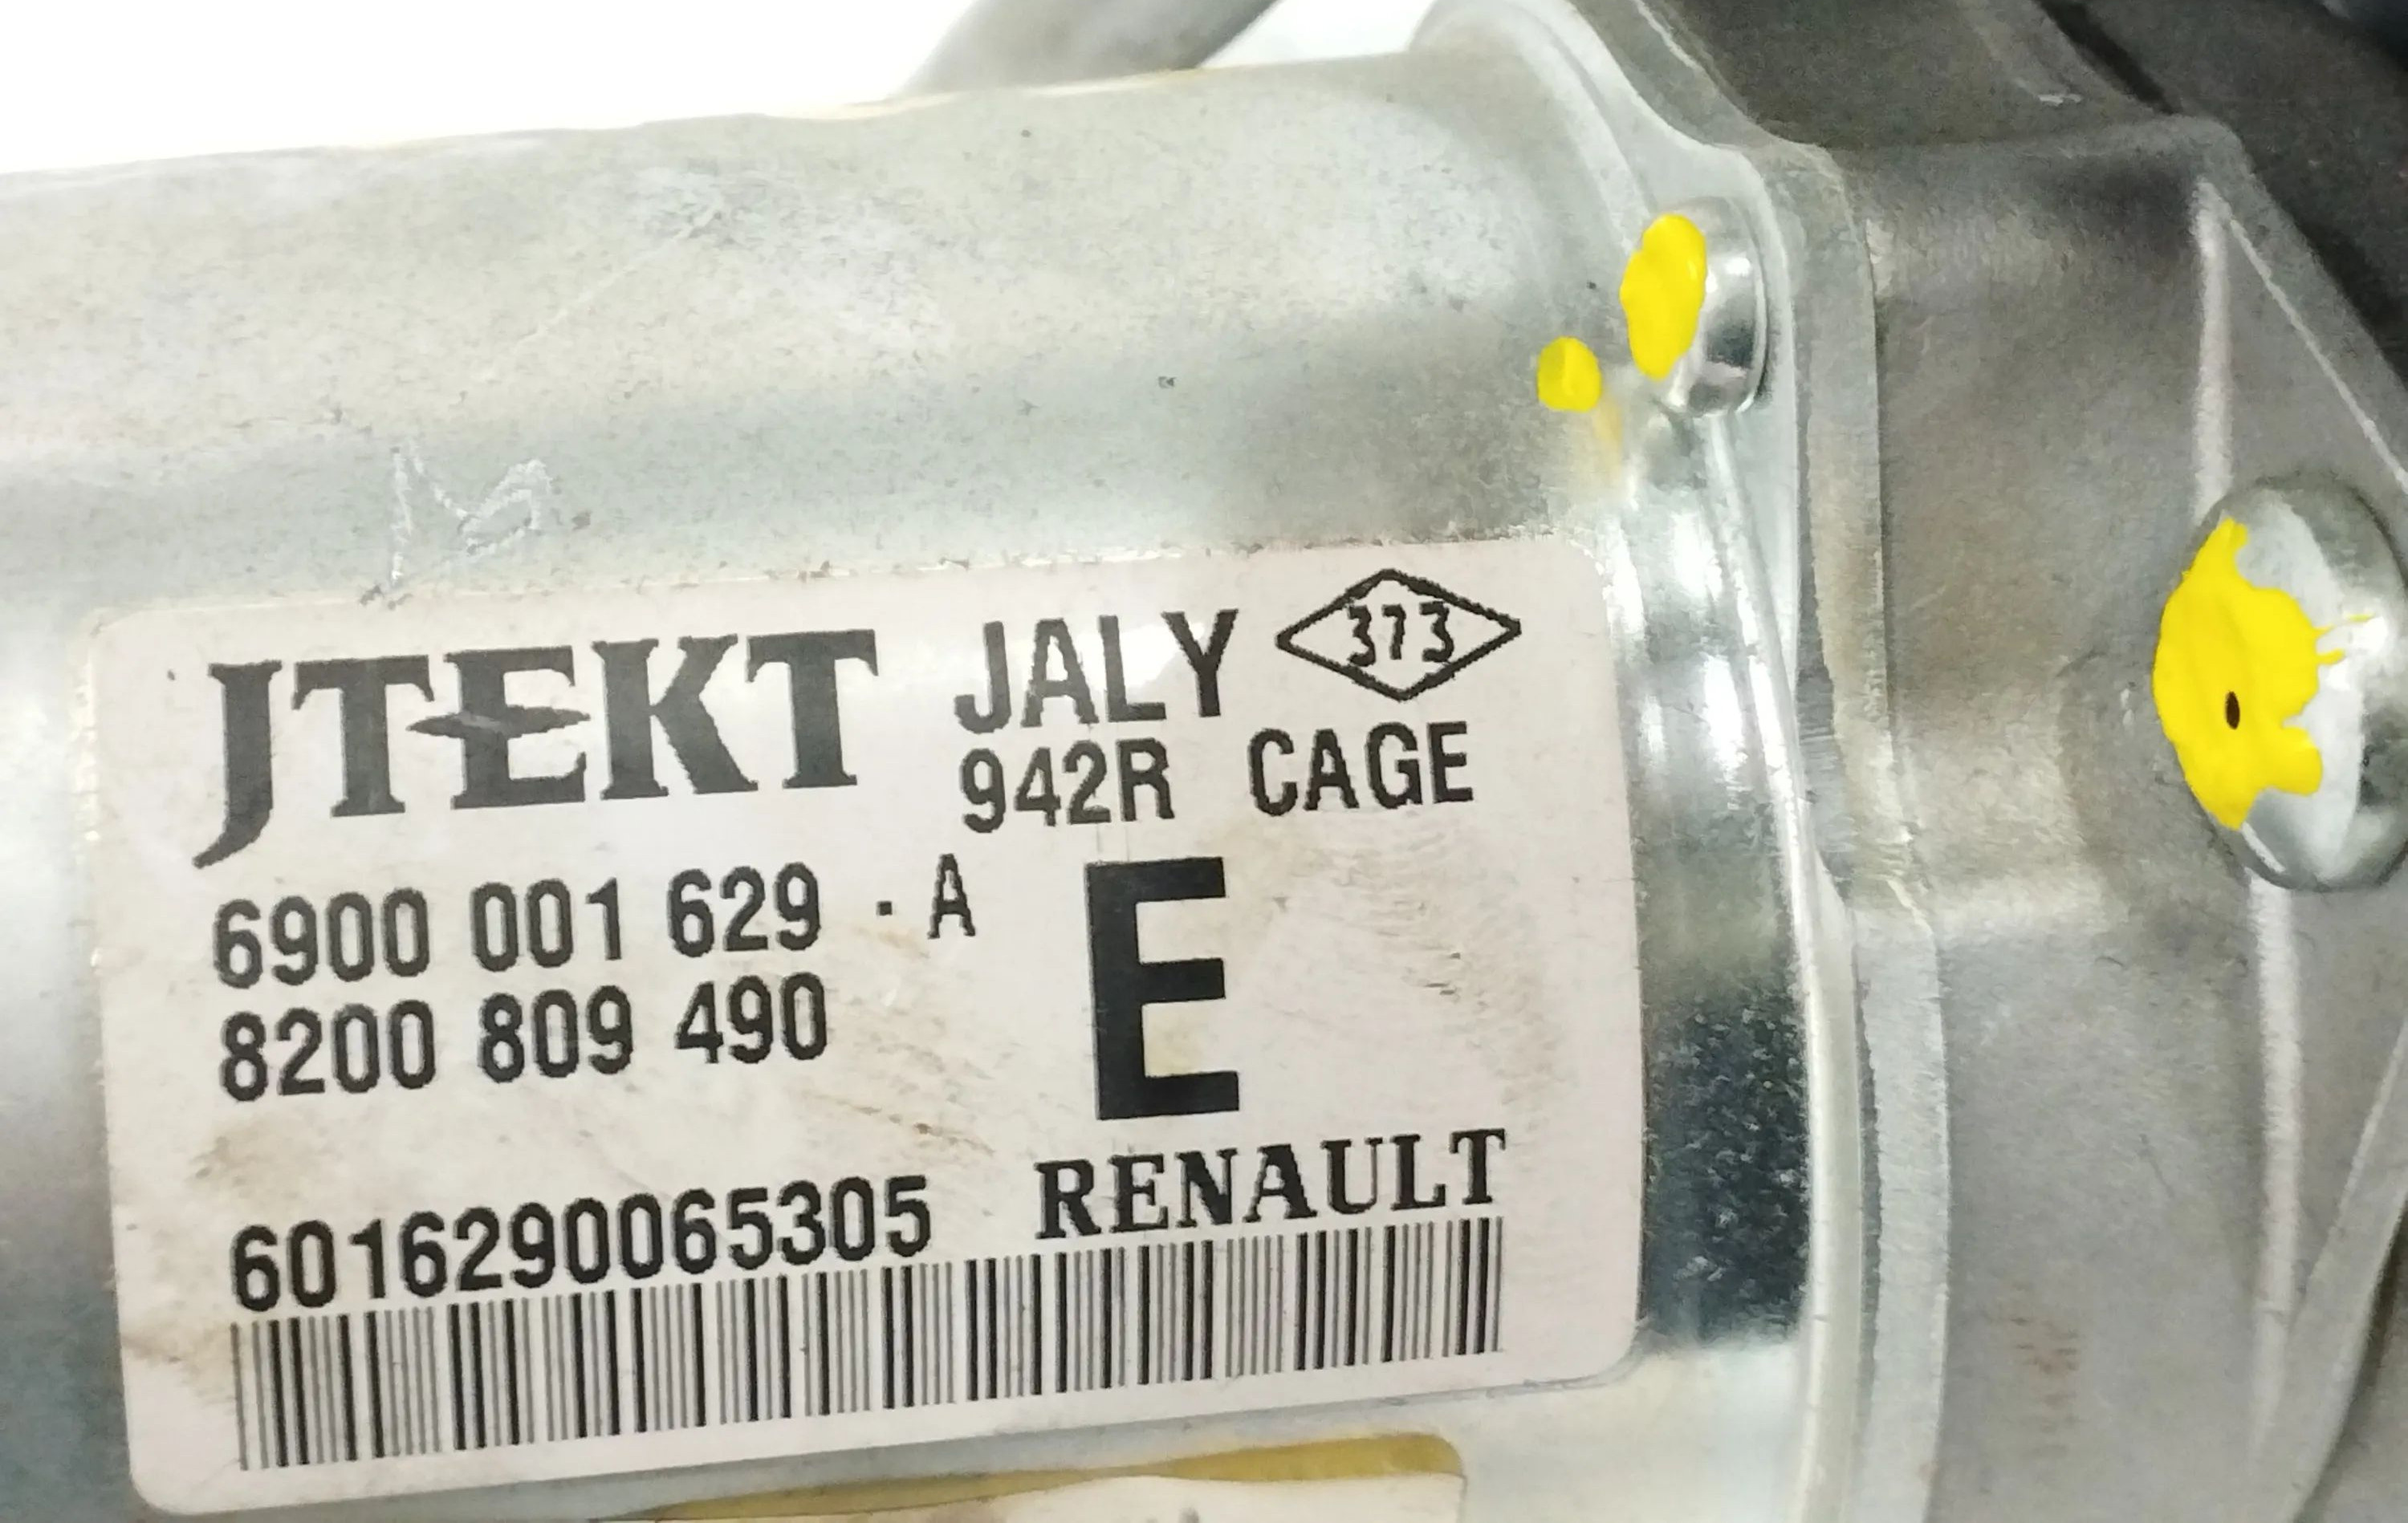 JTEKT JALY 373
942R CAGE
6900 001 629 - A
8200 809 490
E
6016290065305 RENAULT